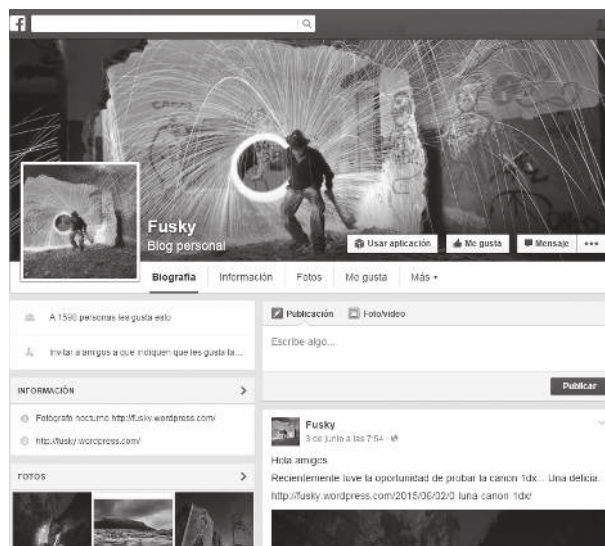 f
Fusky
Blog personal
Usar aplicación
Me gusta
Mensaje
Biografía
Información
Fotos
Me gusta
Más
A 1598 personas les gusta esto
Invitar a amigos a que indiquen que les gusta la...
INFORMACIÓN
Fotógrafo nocturno http://fusky.wordpress.com/
http://fusky.wordpress.com/
FOTOS
Publicación
Foto/vídeo
Escribe algo...
Publicar
Fusky
3 de junio a las 7:54
Hola amigos
Recientemente tuve la oportunidad de probar la canon 1dx... Una delicia.
http://fusky.wordpress.com/2015/06/02/0-luna-canon-1dx/